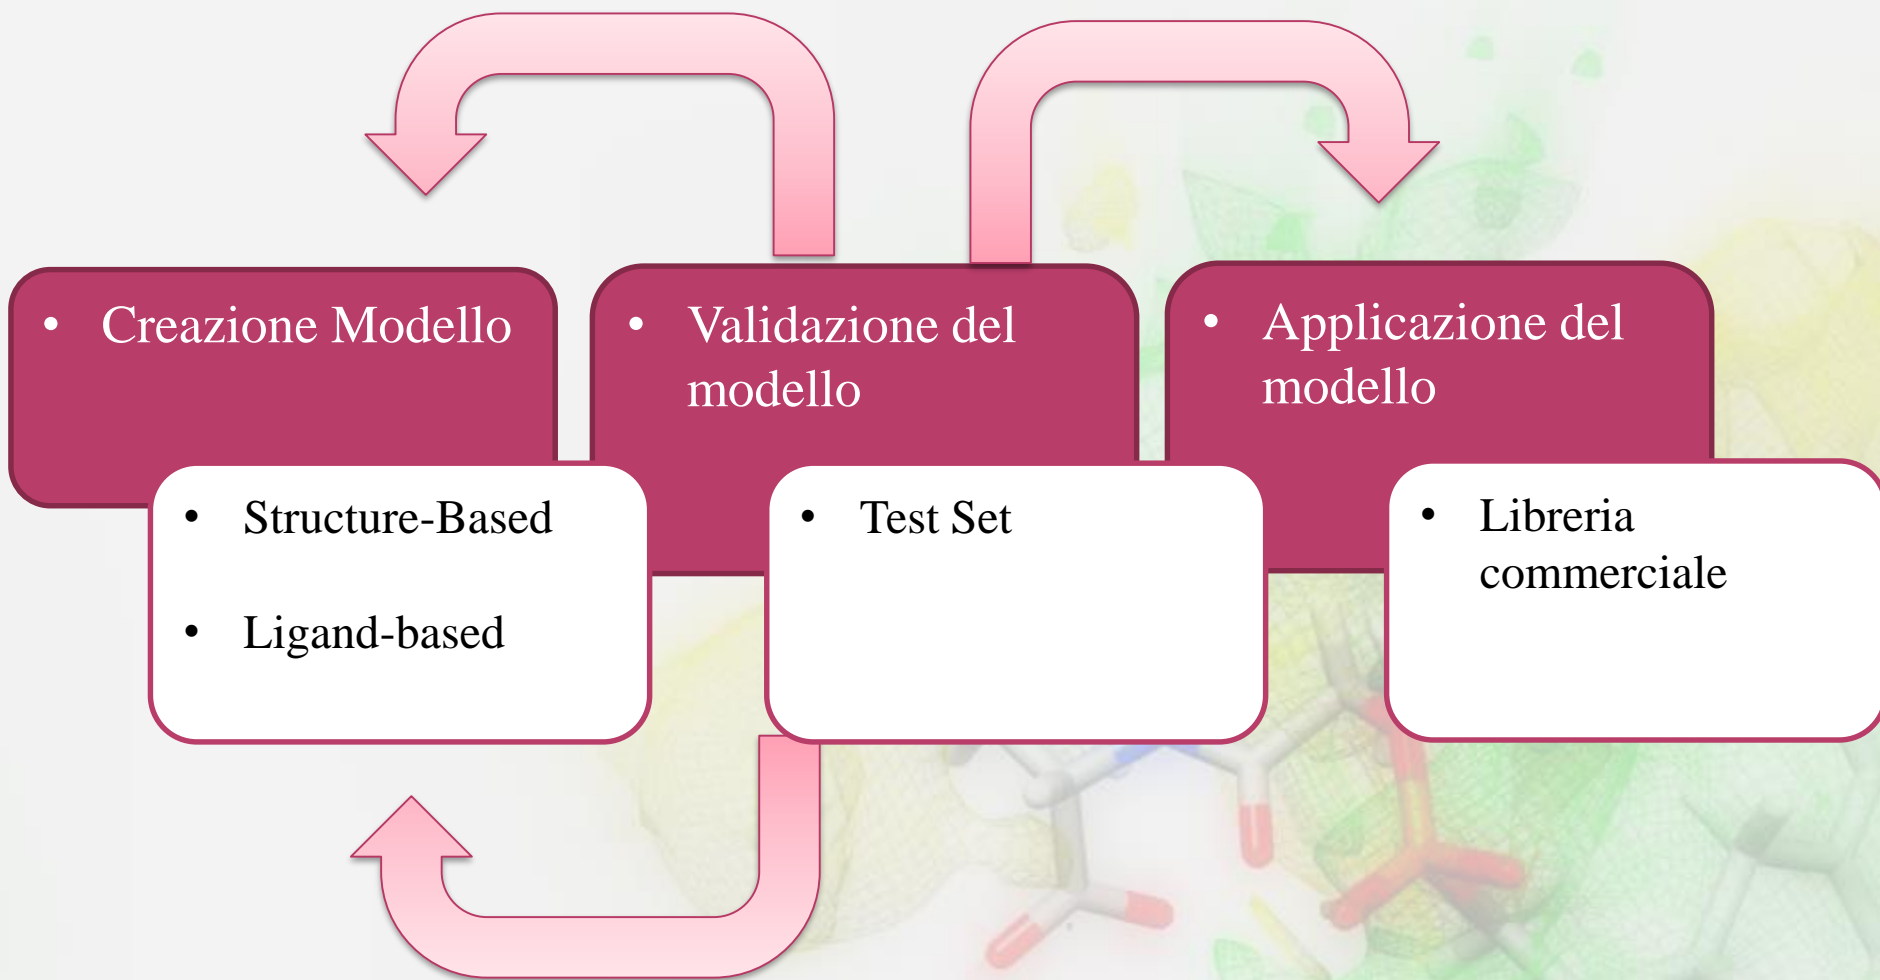 • Creazione Modello
• Validazione del
modello
• Applicazione del
modello
• Structure-Based
• Ligand-based
• Test Set
• Libreria
commerciale